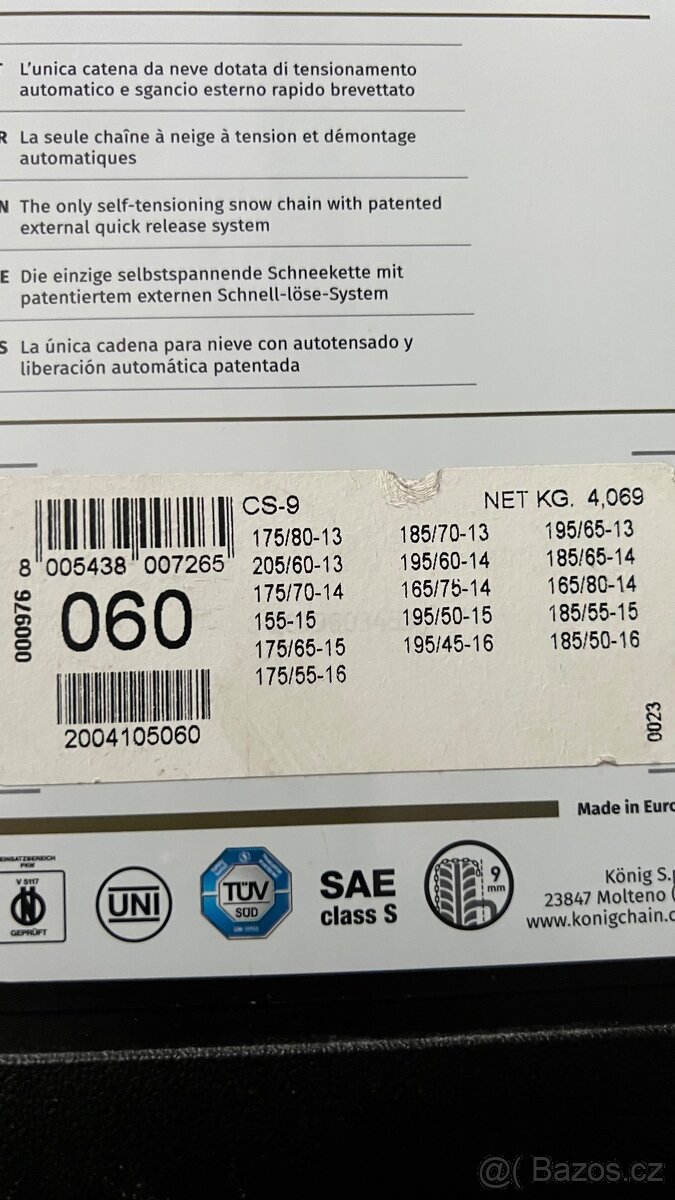 L'unica catena da neve dotata di tensionamento
automatico e sgancio esterno rapido brevettato
R La seule chaîne à neige à tension et démontage
automatiques
N The only self-tensioning snow chain with patented
external quick release system
E Die einzige selbstspannende Schneekette mit
patentiertem externen Schnell-löse-System
S La única cadena para nieve con autotensado y
liberación automática patentada
CS-9 NET KG. 4,069
175/80-13 185/70-13 195/65-13
205/60-13 195/60-14 185/65-14
175/70-14 165/75-14 165/80-14
155-15 195/50-15 185/55-15
175/65-15 195/45-16 185/50-16
175/55-16
8 005438 007265
000976
060
2004105060
0023
Made in Euro
EINSATZBEREICH
PKW
V 5117
N
GEPRÜFT
UNI
TÜV
SÜD
SAE
class S
9
mm
König S.p
23847 Molteno (
www.konigchain.c
@( Bazos.cz